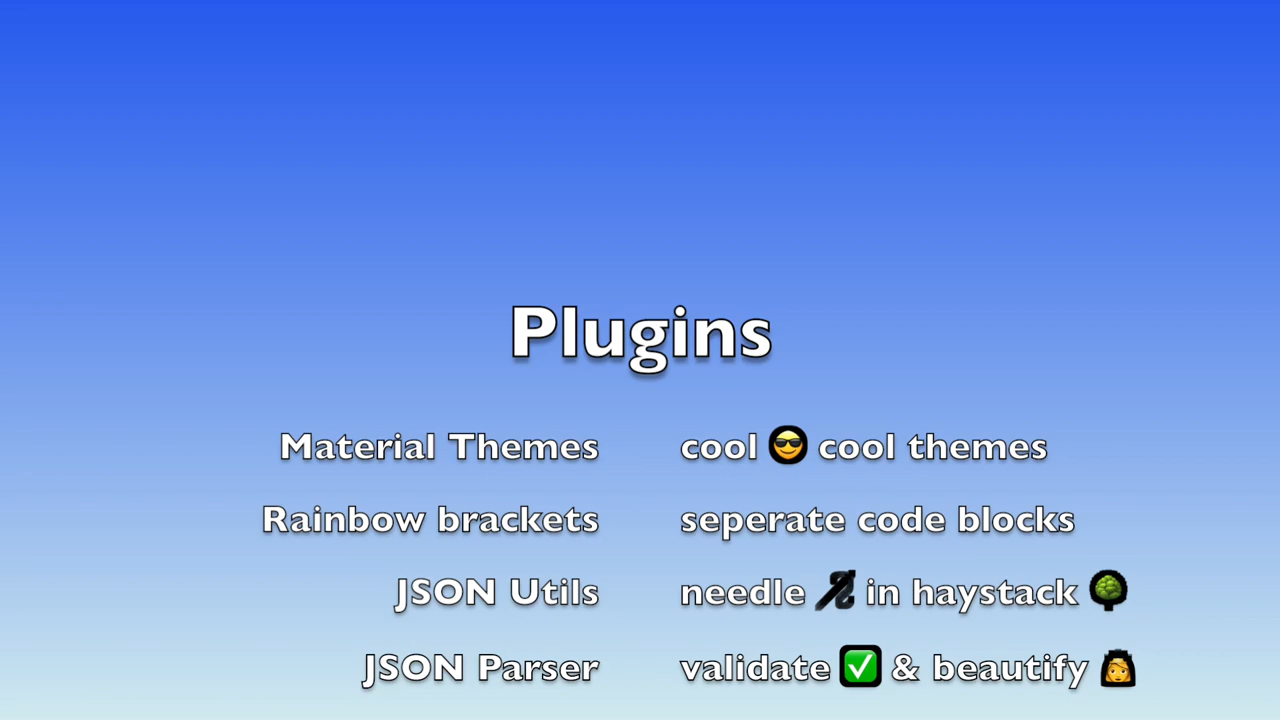 Plugins
Material Themes cool 😎 cool themes
Rainbow brackets seperate code blocks
JSON Utils needle 🪡 in haystack 🌳
JSON Parser validate ✅ & beautify 👰